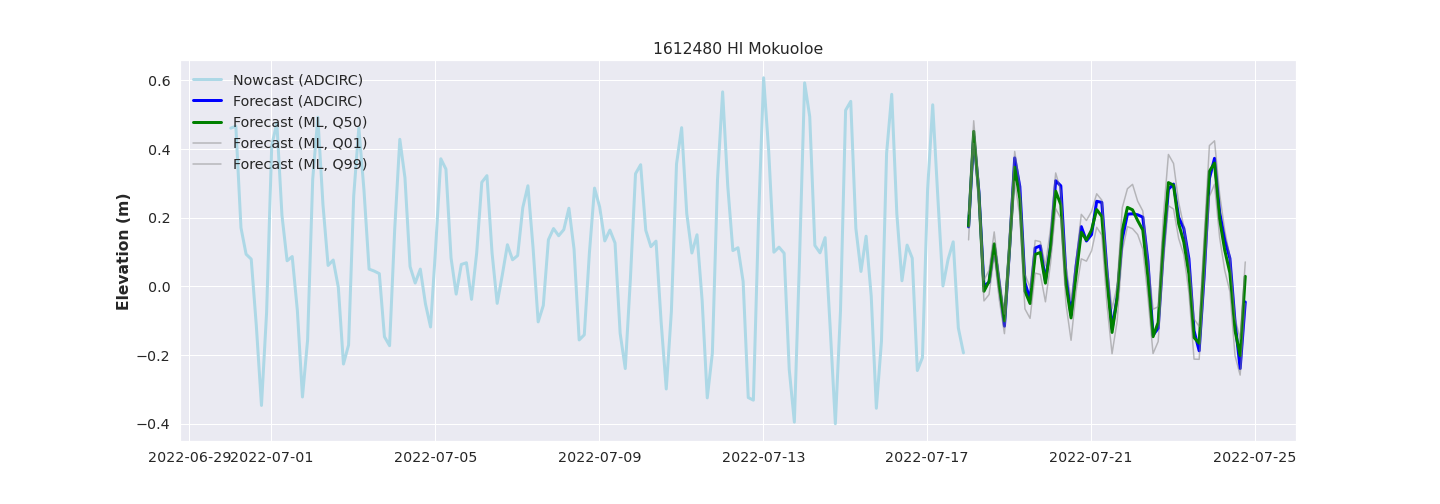 1612480 HI Mokuoloe
Nowcast (ADCIRC)
Forecast (ADCIRC)
Forecast (ML, Q50)
Forecast (ML, Q01)
Forecast (ML, Q99)
Elevation (m)
0.6
0.4
0.2
0.0
−0.2
−0.4
2022-06-29
2022-07-01
2022-07-05
2022-07-09
2022-07-13
2022-07-17
2022-07-21
2022-07-25